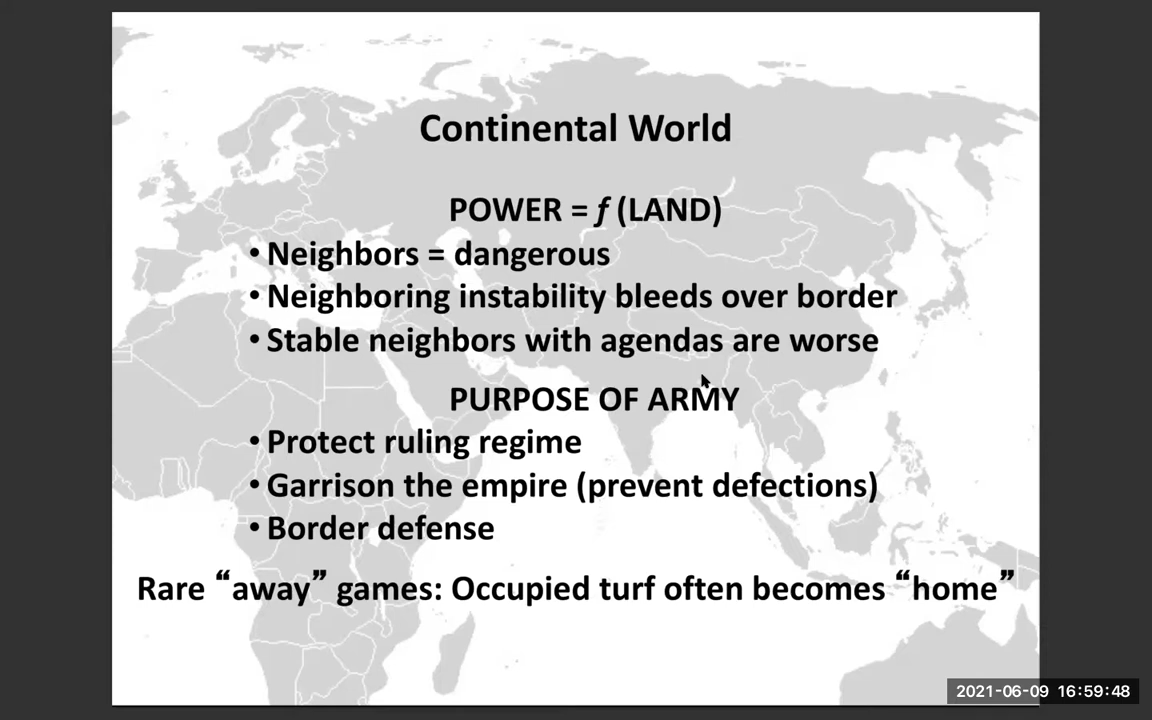 Continental World
POWER = f (LAND)
• Neighbors = dangerous
• Neighboring instability bleeds over border
• Stable neighbors with agendas are worse
PURPOSE OF ARMY
• Protect ruling regime
• Garrison the empire (prevent defections)
• Border defense
Rare “away” games: Occupied turf often becomes “home”
2021-06-09 16:59:48